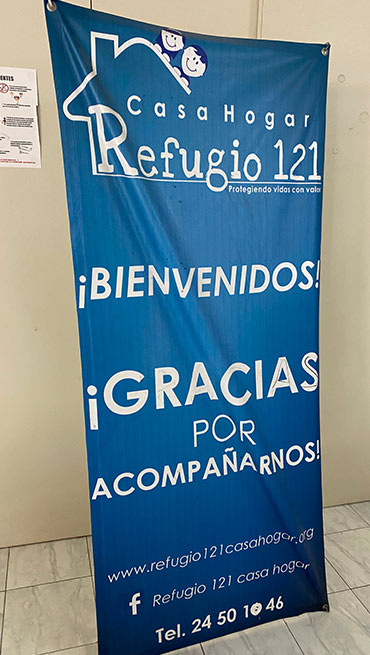 Casa Hogar
Refugio 121
Protegiendo vidas con valor
¡BIENVENIDOS!
¡GRACIAS
POR
ACOMPAÑARNOS!
www.refugio121casahogar.org
f Refugio 121 casa hogar
Tel. 24 50 10 46